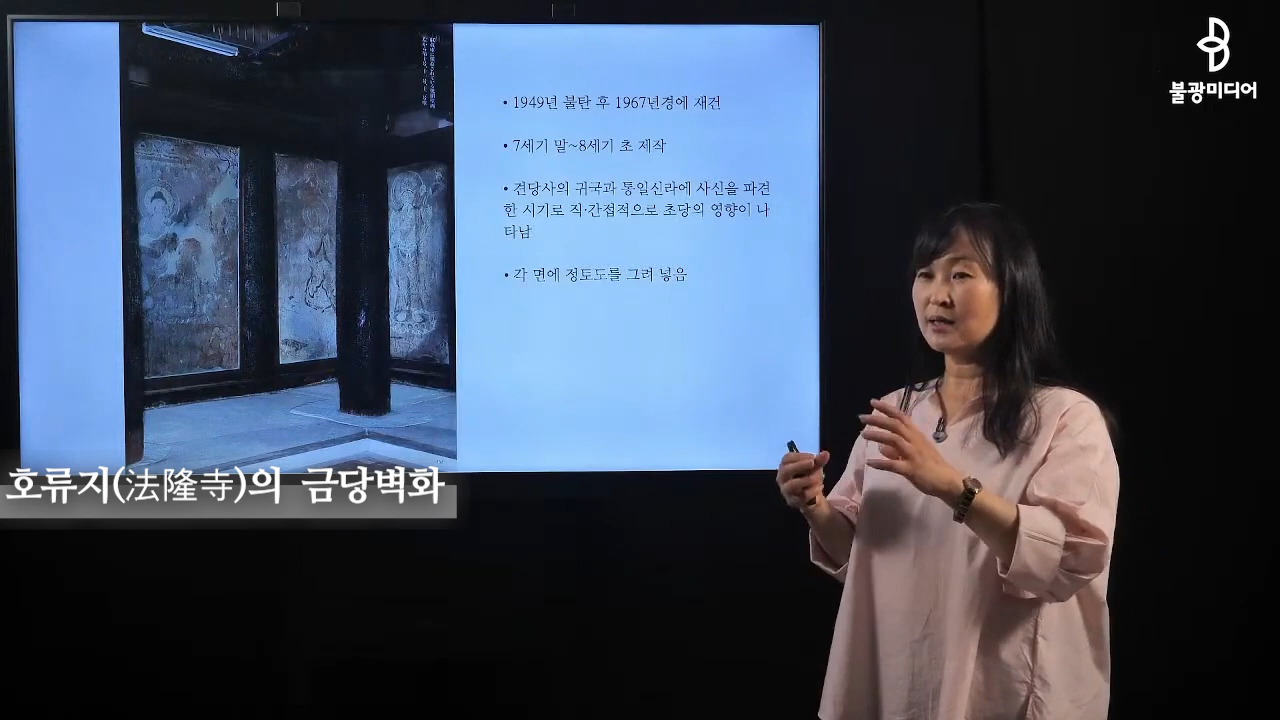 • 1949년 불탄 후 1967년경에 재건
• 7세기 말~8세기 초 제작
• 견당사의 귀국과 통일신라에 사신을 파견
한 시기로 직·간접적으로 초당의 영향이 나
타남
• 각 면에 정토도를 그려 넣음
불광미디어
호류지(法隆寺)의 금당벽화